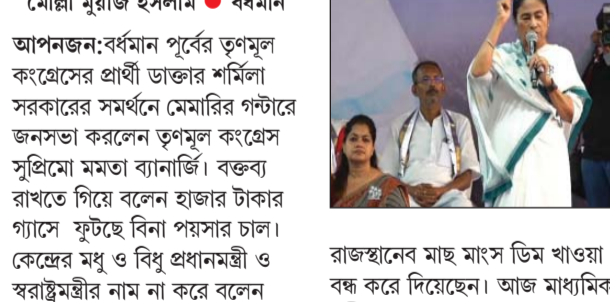 মোল্লা মুয়াজ ইসলাম ● বর্ধমান
আপনজন:বর্ধমান পূর্বের তৃণমূল
কংগ্রেসের প্রার্থী ডাক্তার শর্মিলা
সরকারের সমর্থনে মেমারির গন্টারে
জনসভা করলেন তৃণমূল কংগ্রেস
সুপ্রিমো মমতা ব্যানার্জি। বক্তব্য
রাখতে গিয়ে বলেন হাজার টাকার
গ্যাসে ফুটছে বিনা পয়সার চাল।
কেন্দ্রের মধু ও বিধু প্রধানমন্ত্রী ও
স্বরাষ্ট্রমন্ত্রীর নাম না করে বলেন
রাজস্থানেব মাছ মাংস ডিম খাওয়া
বন্ধ করে দিয়েছেন। আজ মাধ্যমিব